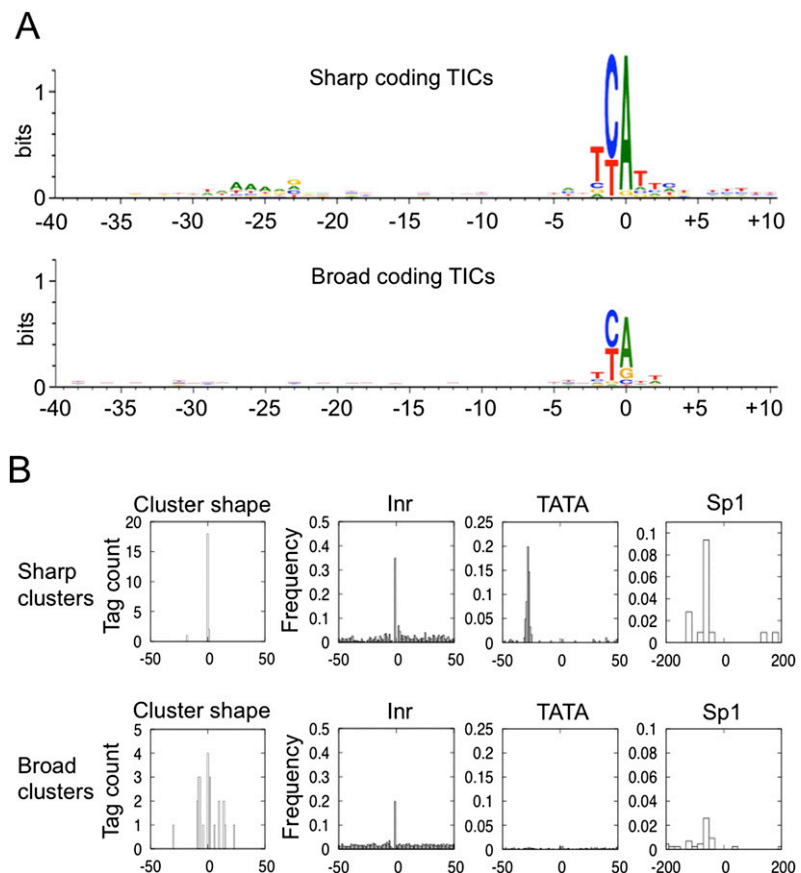 A
Sharp coding TICs
bits
1
0
-40 -35 -30 -25 -20 -15 -10 -5 0 +5 +10
Broad coding TICs
bits
1
0
-40 -35 -30 -25 -20 -15 -10 -5 0 +5 +10
B
Sharp clusters
Cluster shape
Tag count
20
15
10
5
0
-50 0 50
Inr
Frequency
0.5
0.4
0.3
0.2
0.1
0
-50 0 50
TATA
0.25
0.2
0.15
0.1
0.05
0
-50 0 50
Sp1
0.1
0.08
0.06
0.04
0.02
0
-200 0 200
Broad clusters
Cluster shape
Tag count
5
4
3
2
1
0
-50 0 50
Inr
Frequency
0.5
0.4
0.3
0.2
0.1
0
-50 0 50
TATA
0.25
0.2
0.15
0.1
0.05
0
-50 0 50
Sp1
0.1
0.08
0.06
0.04
0.02
0
-200 0 200